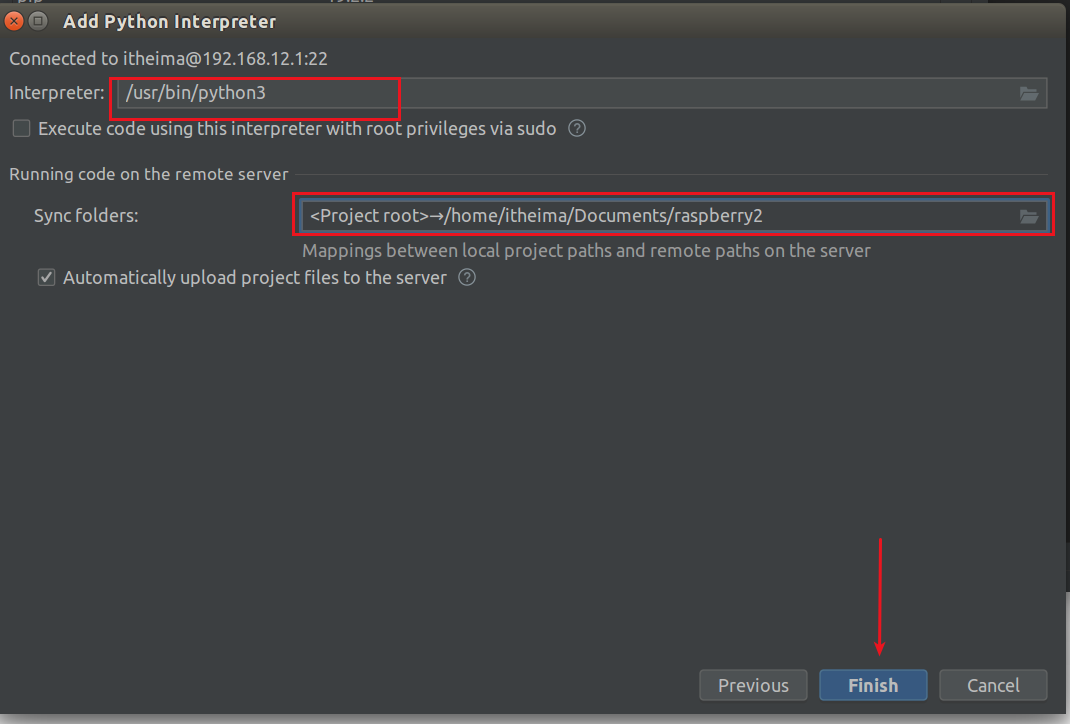 Add Python Interpreter
Connected to itheima@192.168.12.1:22
Interpreter: /usr/bin/python3
Execute code using this interpreter with root privileges via sudo ?
Running code on the remote server
Sync folders: <Project root>→/home/itheima/Documents/raspberry2
Mappings between local project paths and remote paths on the server
Automatically upload project files to the server ?
Previous Finish Cancel